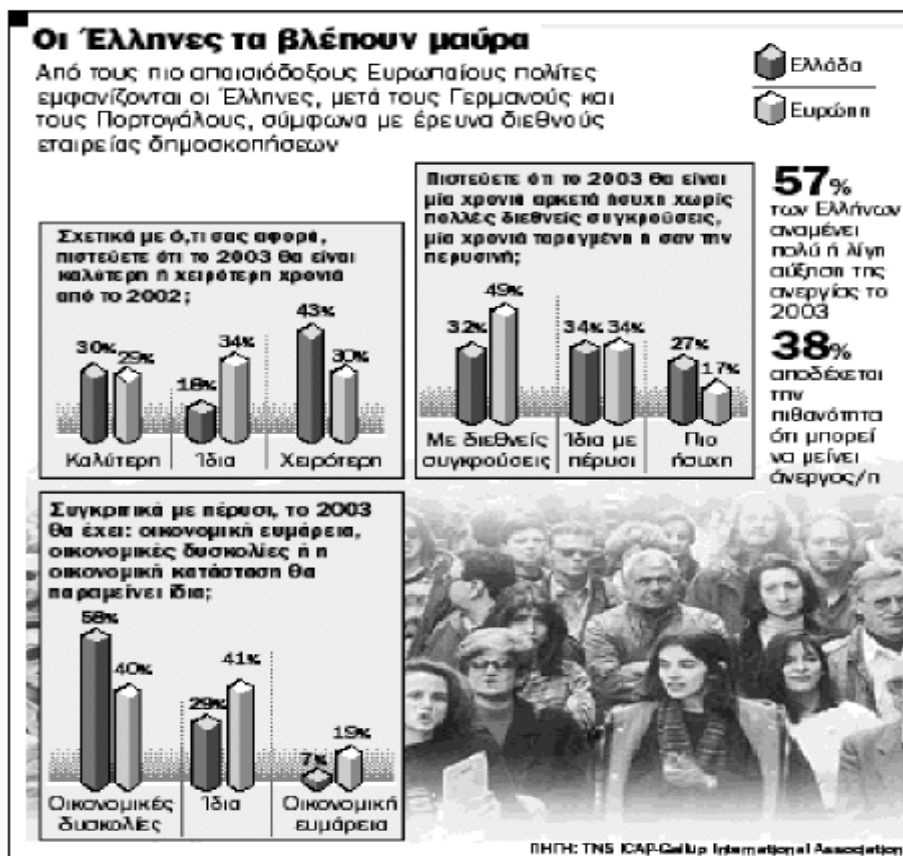 Οι Έλληνες τα βλέπουν μαύρα
Από τους πιο απαισιόδοξους Ευρωπαίους πολίτες
εμφανίζονται οι Έλληνες, μετά τους Γερμανούς και
τους Πορτογάλους, σύμφωνα με έρευνα διεθνούς
εταιρείας δημοσκοπήσεων
Ελλάδα
Ευρώπη
Σχετικά με ό,τι σας αφορά,
πιστεύετε ότι το 2003 θα είναι
καλύτερη ή χειρότερη χρονιά
από το 2002;
30% 29% 18% 34% 43% 30%
Καλύτερη Ίδια Χειρότερη
Πιστεύετε ότι το 2003 θα είναι
μία χρονιά αρκετά ήσυχη χωρίς
πολλές διεθνείς συγκρούσεις,
μία χρονιά ταραγμένη ή σαν την
περυσινή;
32% 49% 34% 34% 27% 17%
Με διεθνείς
συγκρούσεις
Ίδια με
πέρυσι
Πιο
ήσυχη
57%
των Ελλήνων
αναμένει
πολύ ή λίγη
αύξηση της
ανεργίας το
2003
38%
αποδέχεται
την
πιθανότητα
ότι μπορεί
να μείνει
άνεργος/η
Συγκριτικά με πέρυσι, το 2003
θα έχει: οικονομική ευμάρεια,
οικονομικές δυσκολίες ή η
οικονομική κατάσταση θα
παραμείνει ίδια;
58% 40% 29% 41% 7% 19%
Οικονομικές
δυσκολίες
Ίδια
Οικονομική
ευμάρεια
ΠΗΓΗ: TNS ICAP-Gallup International Association